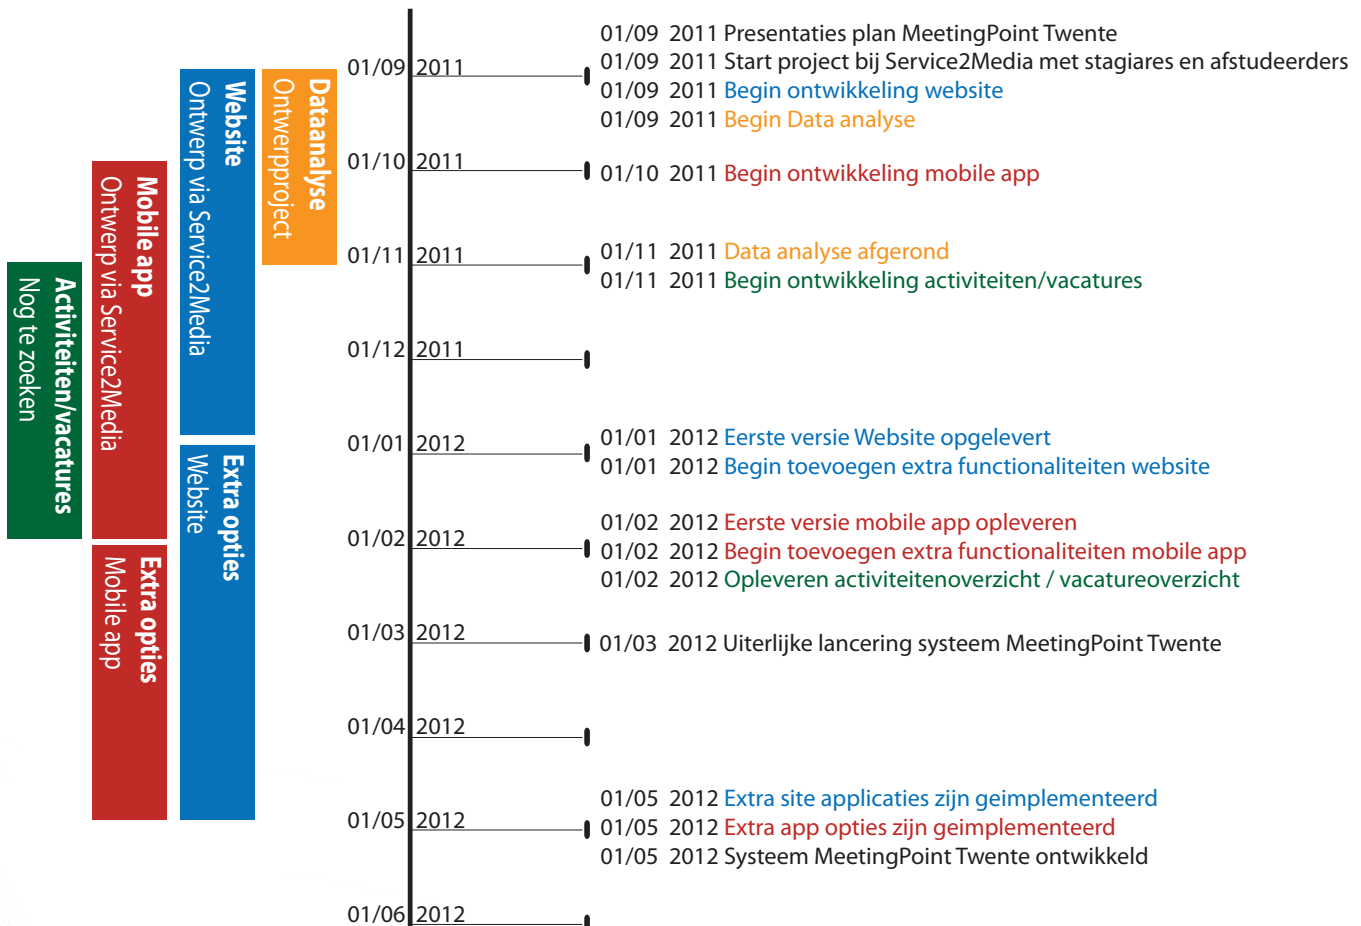 01/09 2011 Presentaties plan MeetingPoint Twente
01/09 2011 Start project bij Service2Media met stagiares en afstudeerders
01/09 2011 Begin ontwikkeling website
01/09 2011 Begin Data analyse
01/09 2011
01/10 2011
01/10 2011 Begin ontwikkeling mobile app
01/11 2011
01/11 2011 Data analyse afgerond
01/11 2011 Begin ontwikkeling activiteiten/vacatures
01/12 2011
01/01 2012
01/01 2012 Eerste versie Website opgelevert
01/01 2012 Begin toevoegen extra functionaliteiten website
01/02 2012
01/02 2012 Eerste versie mobile app opleveren
01/02 2012 Begin toevoegen extra functionaliteiten mobile app
01/02 2012 Opleveren activiteitenoverzicht / vacatureoverzicht
01/03 2012
01/03 2012 Uiterlijke lancering systeem MeetingPoint Twente
01/04 2012
01/05 2012
01/05 2012 Extra site applicaties zijn geimplementeerd
01/05 2012 Extra app opties zijn geimplementeerd
01/05 2012 Systeem MeetingPoint Twente ontwikkeld
01/06 2012
Dataanalyse
Ontwerpproject
Website
Ontwerp via Service2Media
Mobile app
Ontwerp via Service2Media
Activiteiten/vacatures
Nog te zoeken
Extra opties
Website
Extra opties
Mobile app